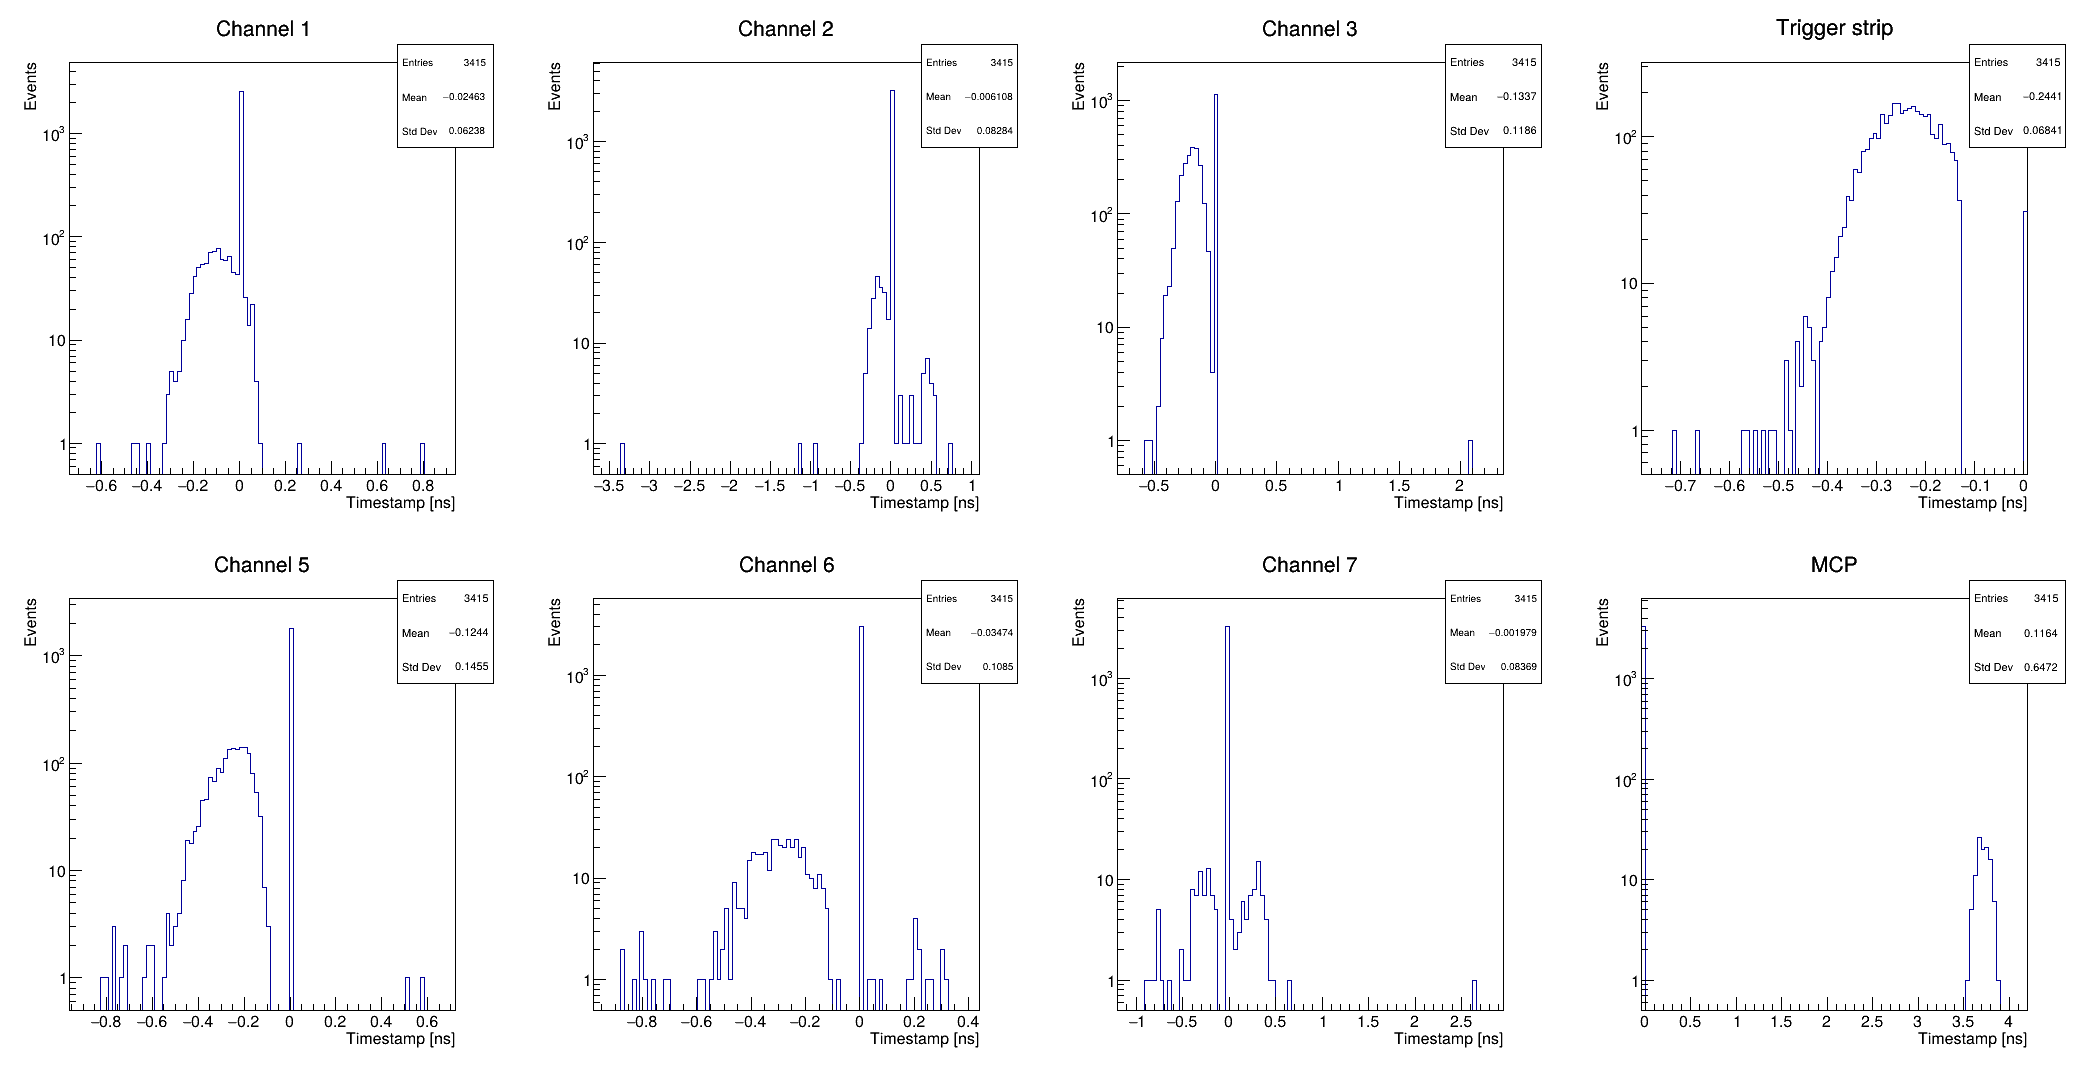 Channel 1
Events
Entries 3415
Mean −0.02463
Std Dev 0.06238
10³
10²
10
1
−0.6 −0.4 −0.2 0 0.2 0.4 0.6 0.8
Timestamp [ns]
Channel 2
Events
Entries 3415
Mean −0.006108
Std Dev 0.08284
10³
10²
10
1
−3.5 −3 −2.5 −2 −1.5 −1 −0.5 0 0.5 1
Timestamp [ns]
Channel 3
Events
Entries 3415
Mean −0.1337
Std Dev 0.1186
10³
10²
10
1
−0.5 0 0.5 1 1.5 2
Timestamp [ns]
Trigger strip
Events
Entries 3415
Mean −0.2441
Std Dev 0.06841
10²
10
1
−0.7 −0.6 −0.5 −0.4 −0.3 −0.2 −0.1 0
Timestamp [ns]
Channel 5
Events
Entries 3415
Mean −0.1244
Std Dev 0.1455
10³
10²
10
1
−0.8 −0.6 −0.4 −0.2 0 0.2 0.4 0.6
Timestamp [ns]
Channel 6
Events
Entries 3415
Mean −0.03474
Std Dev 0.1085
10³
10²
10
1
−0.8 −0.6 −0.4 −0.2 0 0.2 0.4
Timestamp [ns]
Channel 7
Events
Entries 3415
Mean −0.001979
Std Dev 0.08369
10³
10²
10
1
−1 −0.5 0 0.5 1 1.5 2 2.5
Timestamp [ns]
MCP
Events
Entries 3415
Mean 0.1164
Std Dev 0.6472
10³
10²
10
1
0 0.5 1 1.5 2 2.5 3 3.5 4
Timestamp [ns]